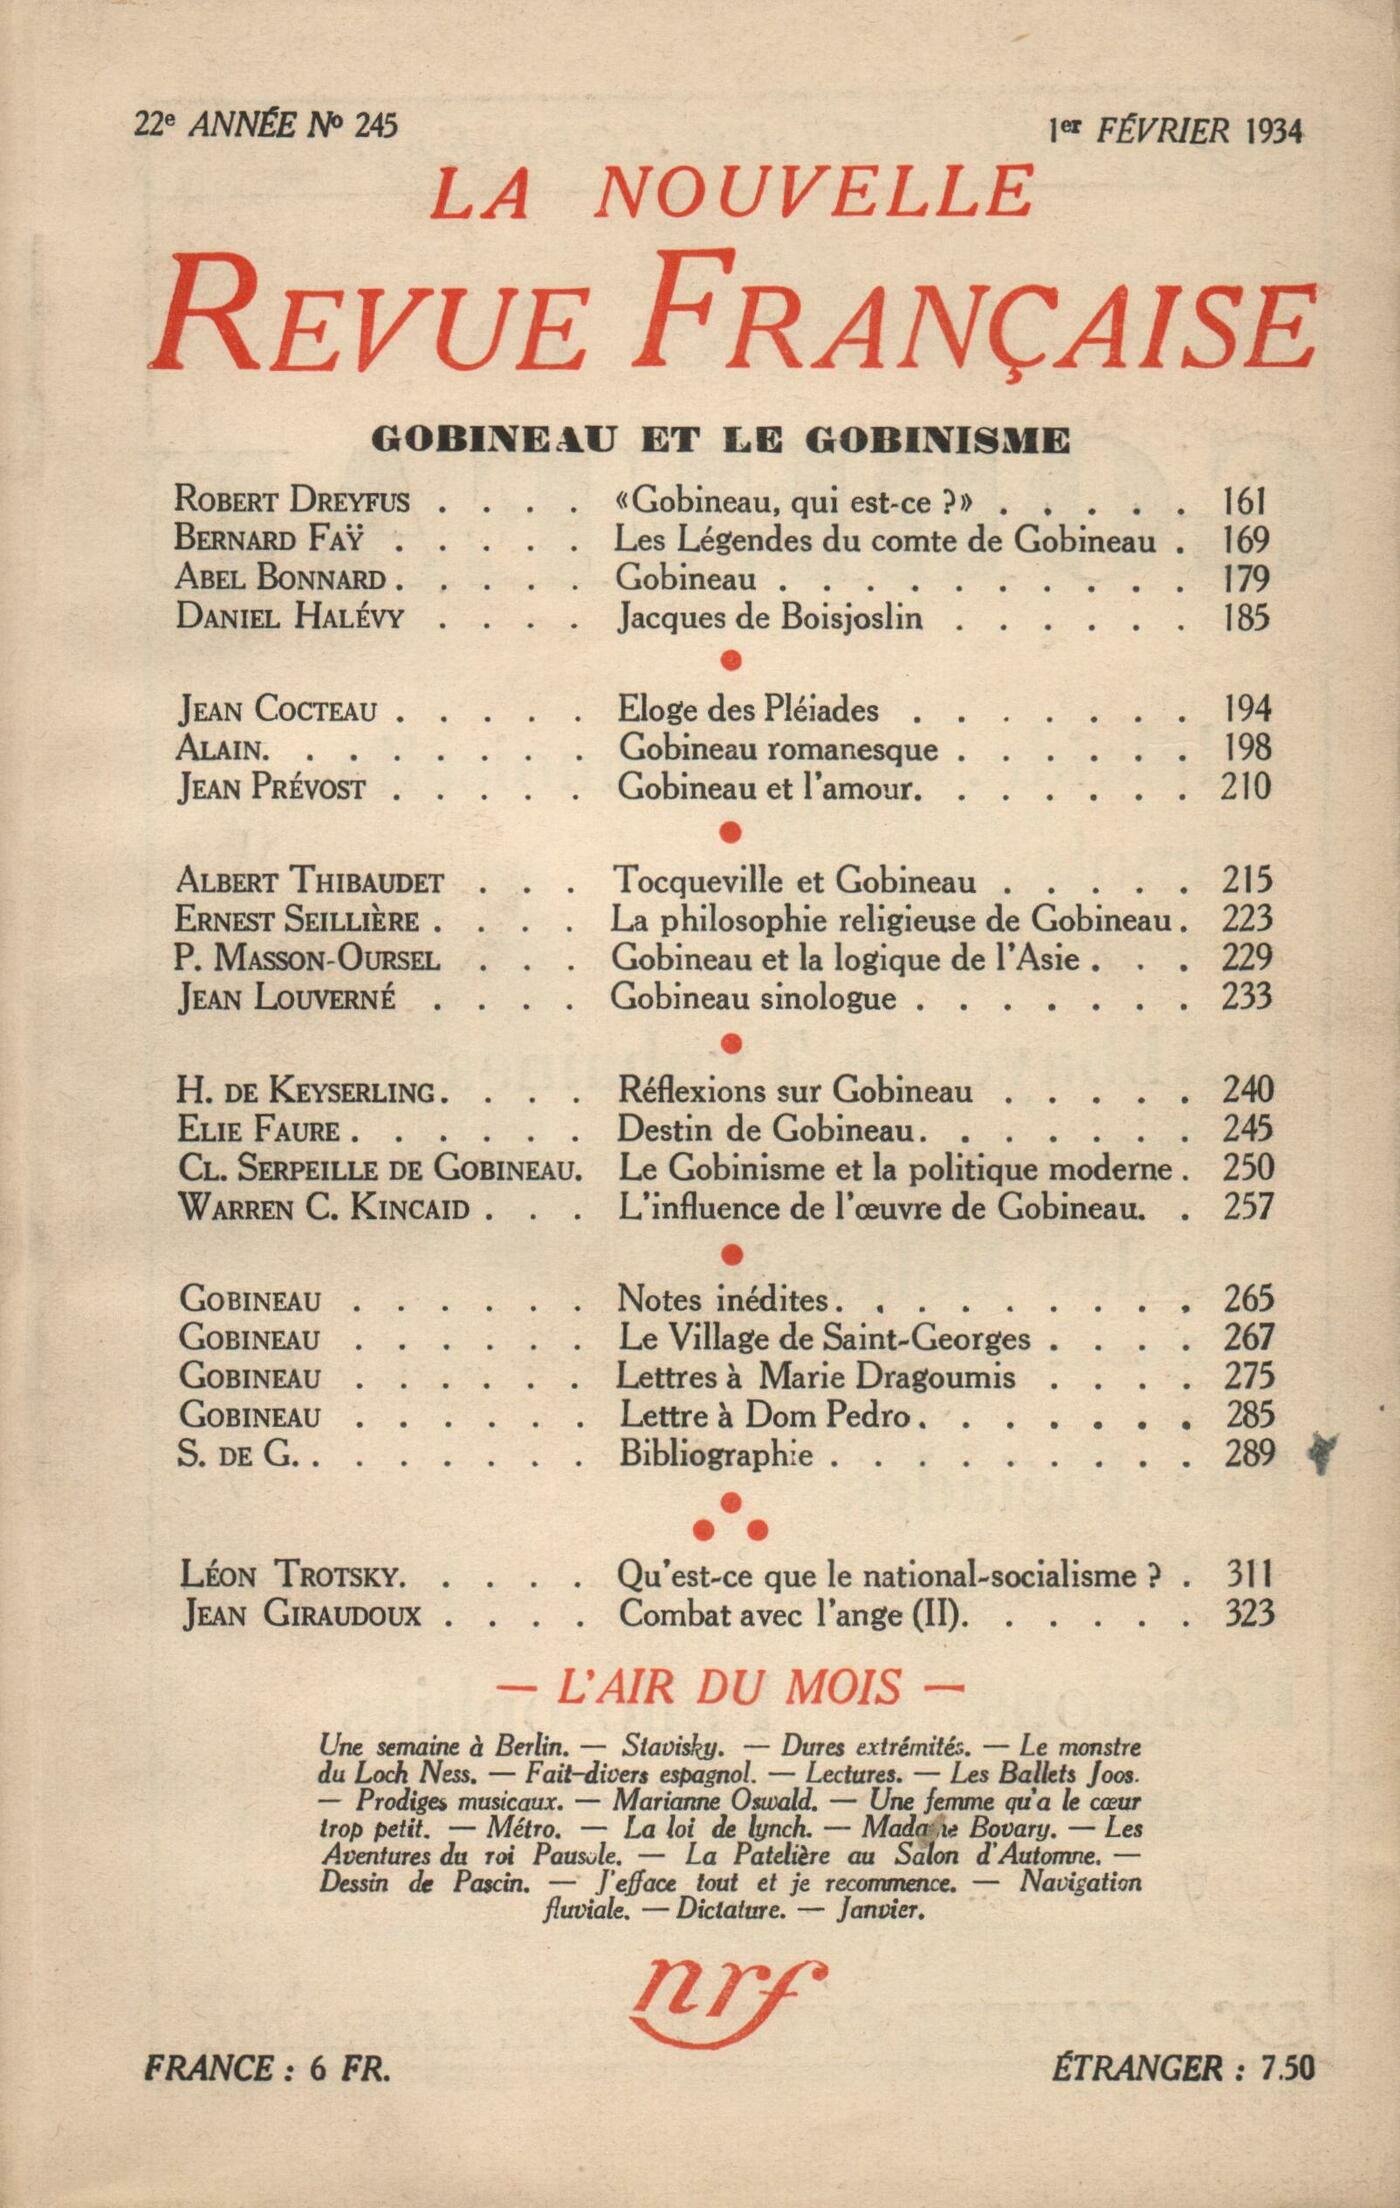 22e ANNÉE No 245
1er FÉVRIER 1934
LA NOUVELLE
REVUE FRANÇAISE
GOBINEAU ET LE GOBINISME
ROBERT DREYFUS . . . . «Gobineau, qui est-ce ?» . . . . . 161
BERNARD FAŸ . . . . . Les Légendes du comte de Gobineau . 169
ABEL BONNARD . . . . . Gobineau . . . . . . . . . . 179
DANIEL HALÉVY . . . . Jacques de Boisjoslin . . . . . . 185
JEAN COCTEAU . . . . . Eloge des Pléiades . . . . . . . 194
ALAIN. . . . . . . . Gobineau romanesque . . . . . . 198
JEAN PRÉVOST . . . . . Gobineau et l'amour. . . . . . . 210
ALBERT THIBAUDET . . . Tocqueville et Gobineau . . . . . 215
ERNEST SEILLIÈRE . . . . La philosophie religieuse de Gobineau . 223
P. MASSON-OURSEL . . . Gobineau et la logique de l'Asie . . . 229
JEAN LOUVERNÉ . . . . Gobineau sinologue . . . . . . . 233
H. DE KEYSERLING. . . . Réflexions sur Gobineau . . . . . 240
ELIE FAURE . . . . . . Destin de Gobineau. . . . . . . 245
CL. SERPEILLE DE GOBINEAU. Le Gobinisme et la politique moderne . 250
WARREN C. KINCAID . . . L'influence de l'œuvre de Gobineau. . 257
GOBINEAU . . . . . . Notes inédites. . . . . . . . . 265
GOBINEAU . . . . . . Le Village de Saint-Georges . . . . 267
GOBINEAU . . . . . . Lettres à Marie Dragoumis . . . . 275
GOBINEAU . . . . . . Lettre à Dom Pedro . . . . . . . 285
S. DE G. . . . . . . . Bibliographie . . . . . . . . . 289
LÉON TROTSKY. . . . . Qu'est-ce que le national-socialisme ? . 311
JEAN GIRAUDOUX . . . . Combat avec l'ange (II). . . . . . 323
— L'AIR DU MOIS —
Une semaine à Berlin. — Stavisky. — Dures extrémités. — Le monstre
du Loch Ness. — Fait-divers espagnol. — Lectures. — Les Ballets Joos.
— Prodiges musicaux. — Marianne Oswald. — Une femme qu'a le cœur
trop petit. — Métro. — La loi de lynch. — Madame Bovary. — Les
Aventures du roi Pausole. — La Patelière au Salon d'Automne. —
Dessin de Pascin. — J'efface tout et je recommence. — Navigation
fluviale. — Dictature. — Janvier.
nrf
FRANCE : 6 FR.
ÉTRANGER : 7.50